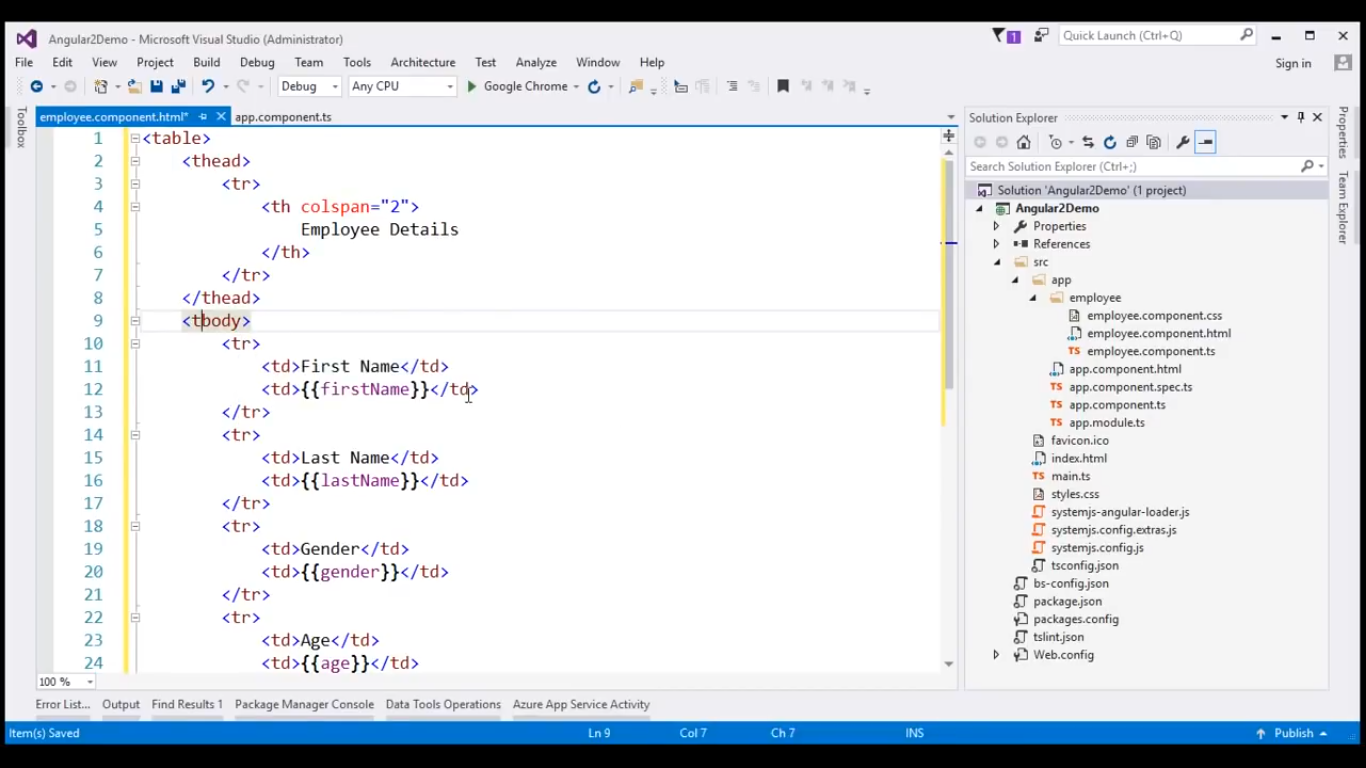 Angular2Demo - Microsoft Visual Studio (Administrator)
1
Quick Launch (Ctrl+Q)
File Edit View Project Build Debug Team Tools Architecture Test Analyze Window Help
Sign in
Debug Any CPU Google Chrome
Toolbox
employee.component.html*
app.component.ts
1 <table>
2 <thead>
3 <tr>
4 <th colspan="2">
5 Employee Details
6 </th>
7 </tr>
8 </thead>
9 <tbody>
10 <tr>
11 <td>First Name</td>
12 <td>{{firstName}}</td>
13 </tr>
14 <tr>
15 <td>Last Name</td>
16 <td>{{lastName}}</td>
17 </tr>
18 <tr>
19 <td>Gender</td>
20 <td>{{gender}}</td>
21 </tr>
22 <tr>
23 <td>Age</td>
24 <td>{{age}}</td>
100 %
Solution Explorer
Search Solution Explorer (Ctrl+;)
Solution 'Angular2Demo' (1 project)
Angular2Demo
Properties
References
src
app
employee
employee.component.css
employee.component.html
TS employee.component.ts
app.component.html
TS app.component.spec.ts
TS app.component.ts
TS app.module.ts
favicon.ico
index.html
TS main.ts
styles.css
systemjs-angular-loader.js
systemjs.config.extras.js
systemjs.config.js
tsconfig.json
bs-config.json
package.json
packages.config
tslint.json
Web.config
Properties
Team Explorer
Error List... Output Find Results 1 Package Manager Console Data Tools Operations Azure App Service Activity
Item(s) Saved Ln 9 Col 7 Ch 7 INS Publish